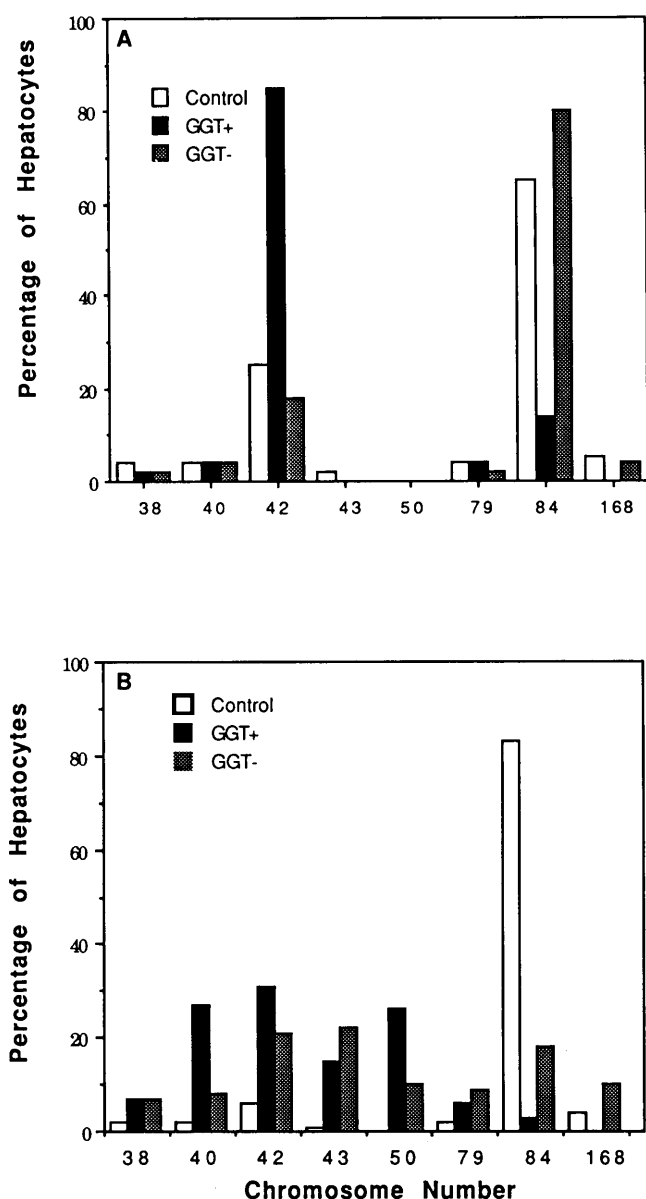 100
A
Control
GGT+
GGT-
80
60
40
20
0
Percentage of Hepatocytes
38 40 42 43 50 79 84 168
100
B
Control
GGT+
GGT-
80
60
40
20
0
Percentage of Hepatocytes
38 40 42 43 50 79 84 168
Chromosome Number